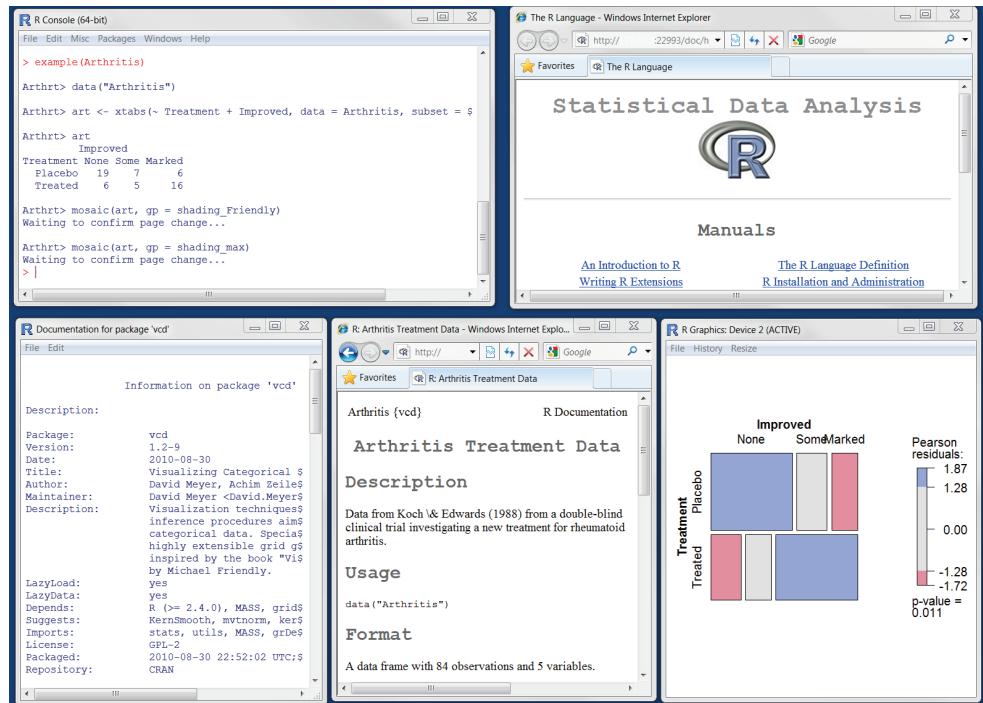 R Console (64-bit)
File Edit Misc Packages Windows Help
> example(Arthritis)
Arthrt> data("Arthritis")
Arthrt> art <- xtabs(~ Treatment + Improved, data = Arthritis, subset = $
Arthrt> art
Improved
Treatment None Some Marked
Placebo 19 7 6
Treated 6 5 16
Arthrt> mosaic(art, gp = shading_Friendly)
Waiting to confirm page change...
Arthrt> mosaic(art, gp = shading_max)
Waiting to confirm page change...
>
The R Language - Windows Internet Explorer
http:// :22993/doc/h
Google
Favorites
The R Language
Statistical Data Analysis
R
Manuals
An Introduction to R
The R Language Definition
Writing R Extensions
R Installation and Administration
Documentation for package 'vcd'
File Edit
Information on package 'vcd'
Description:
Package: vcd
Version: 1.2-9
Date: 2010-08-30
Title: Visualizing Categorical $
Author: David Meyer, Achim Zeile$
Maintainer: David Meyer <David.Meyer$
Description: Visualization techniques$
inference procedures aim$
categorical data. Specia$
highly extensible grid g$
inspired by the book "Vi$
by Michael Friendly.
LazyLoad: yes
LazyData: yes
Depends: R (>= 2.4.0), MASS, grid$
Suggests: KernSmooth, mvtnorm, ker$
Imports: stats, utils, MASS, grDe$
License: GPL-2
Packaged: 2010-08-30 22:52:02 UTC;$
Repository: CRAN
R: Arthritis Treatment Data - Windows Internet Explo...
http://
Google
Favorites
R: Arthritis Treatment Data
Arthritis {vcd}
R Documentation
Arthritis Treatment Data
Description
Data from Koch \& Edwards (1988) from a double-blind
clinical trial investigating a new treatment for rheumatoid
arthritis.
Usage
data("Arthritis")
Format
A data frame with 84 observations and 5 variables.
R Graphics: Device 2 (ACTIVE)
File History Resize
Improved
None Some Marked
Treatment
Placebo
Treated
Pearson
residuals:
1.87
1.28
0.00
-1.28
-1.72
p-value =
0.011